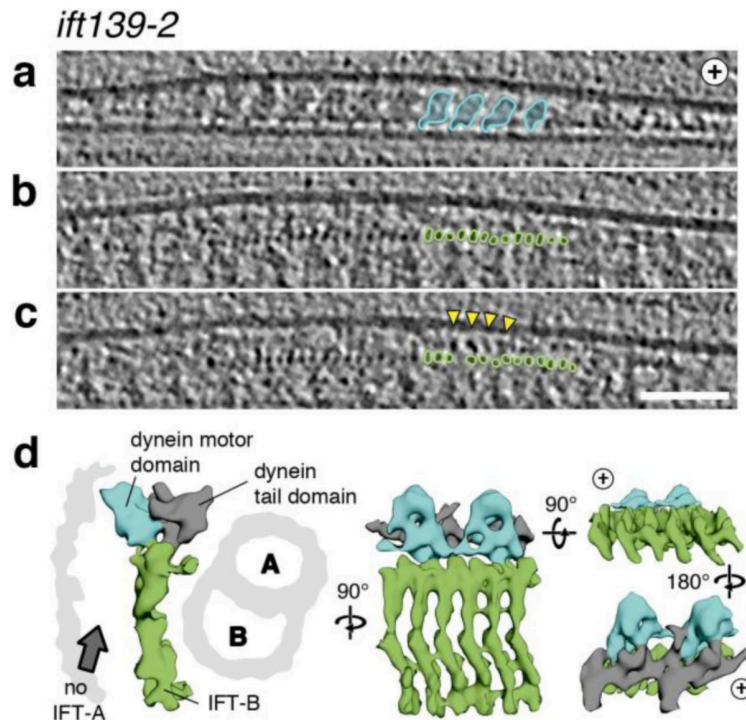 ift139-2
a
+
b
c
d
dynein motor
domain
dynein
tail domain
A
B
no
IFT-A
IFT-B
90°
90°
+
180°
+